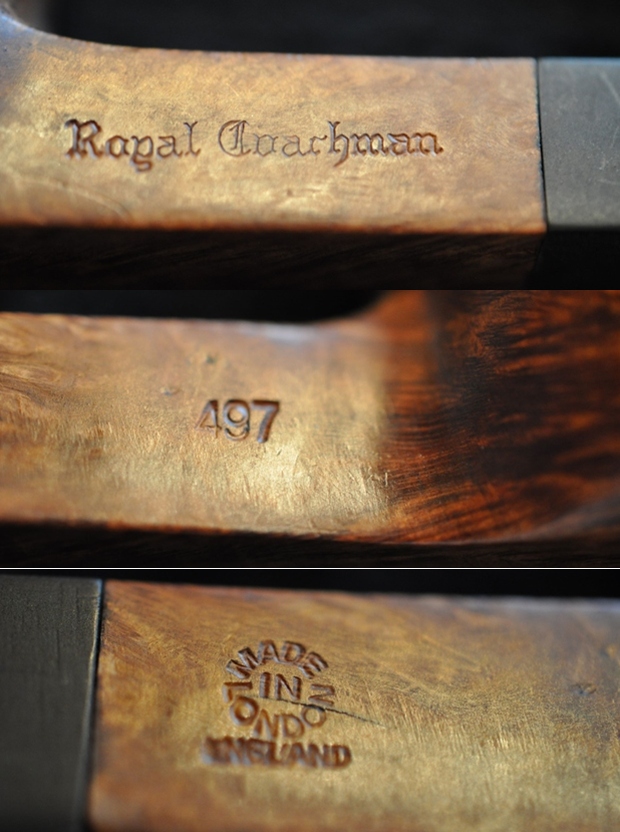 Royal Coachman
497
MADE
IN
LONDON
ENGLAND